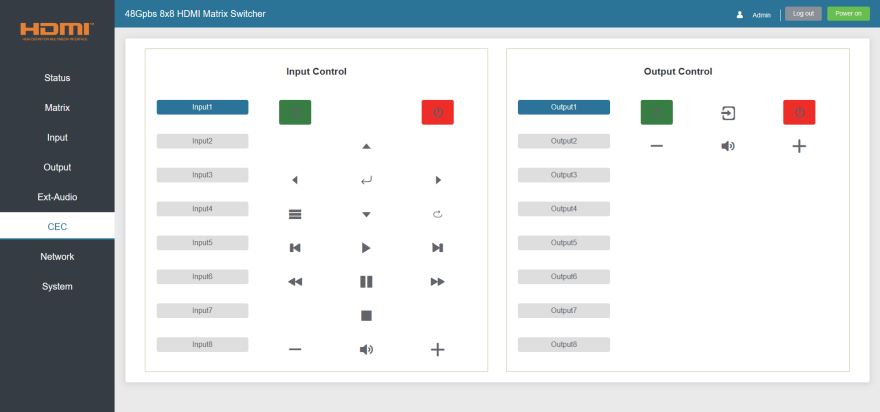 HDMI
48Gpbs 8x8 HDMI Matrix Switcher
Admin
Log out
Power on
Status
Matrix
Input
Output
Ext-Audio
CEC
Network
System
Input Control
Input1
Input2
Input3
Input4
Input5
Input6
Input7
Input8
Output Control
Output1
Output2
Output3
Output4
Output5
Output6
Output7
Output8